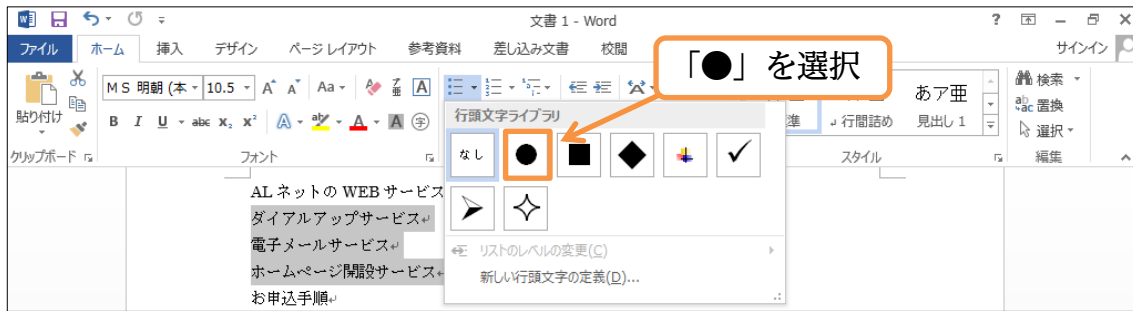 文書 1 - Word
?
ファイル ホーム 挿入 デザイン ページ レイアウト 参考資料 差し込み文書 校閲 サインイン
「●」を選択
MS 明朝 (本 10.5 A A Aa A
B I U abc x₂ x² A ab A A 字
貼り付け
クリップボード フォント
行頭文字ライブラリ
なし
リストのレベルの変更(C)
新しい行頭文字の定義(D)...
準 行間詰め
あア亜
見出し 1
スタイル
検索
置換
選択
編集
AL ネットの WEB サービス
ダイアルアップサービス
電子メールサービス
ホームページ開設サービス
お申込手順